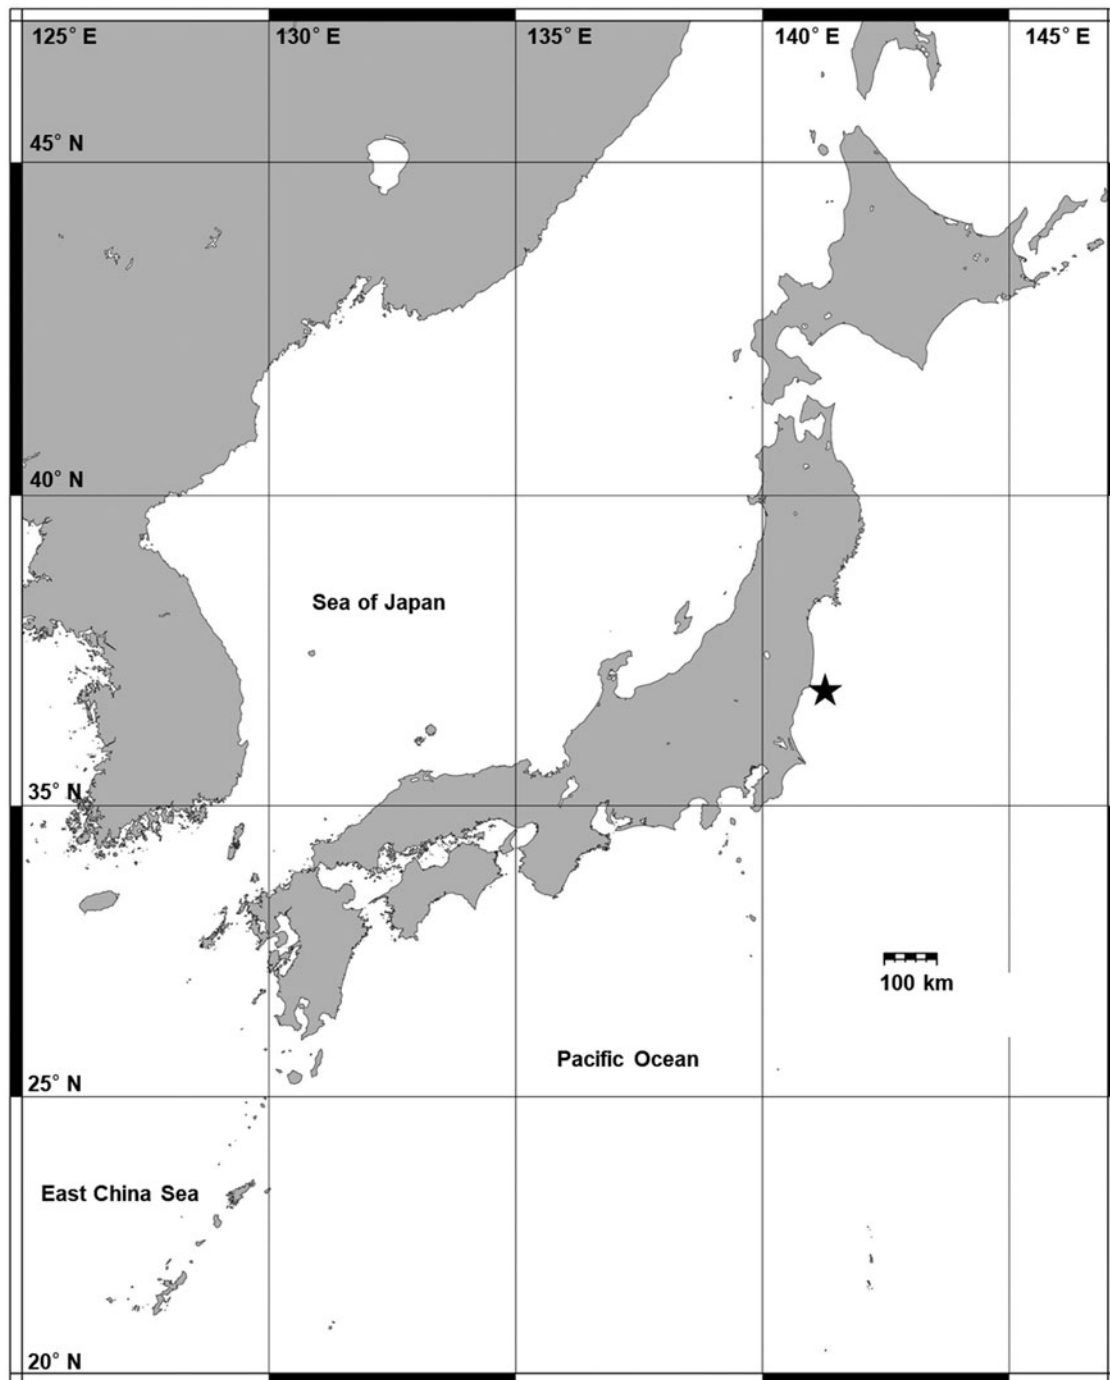 125° E
130° E
135° E
140° E
145° E
45° N
40° N
Sea of Japan
35° N
100 km
Pacific Ocean
25° N
East China Sea
20° N